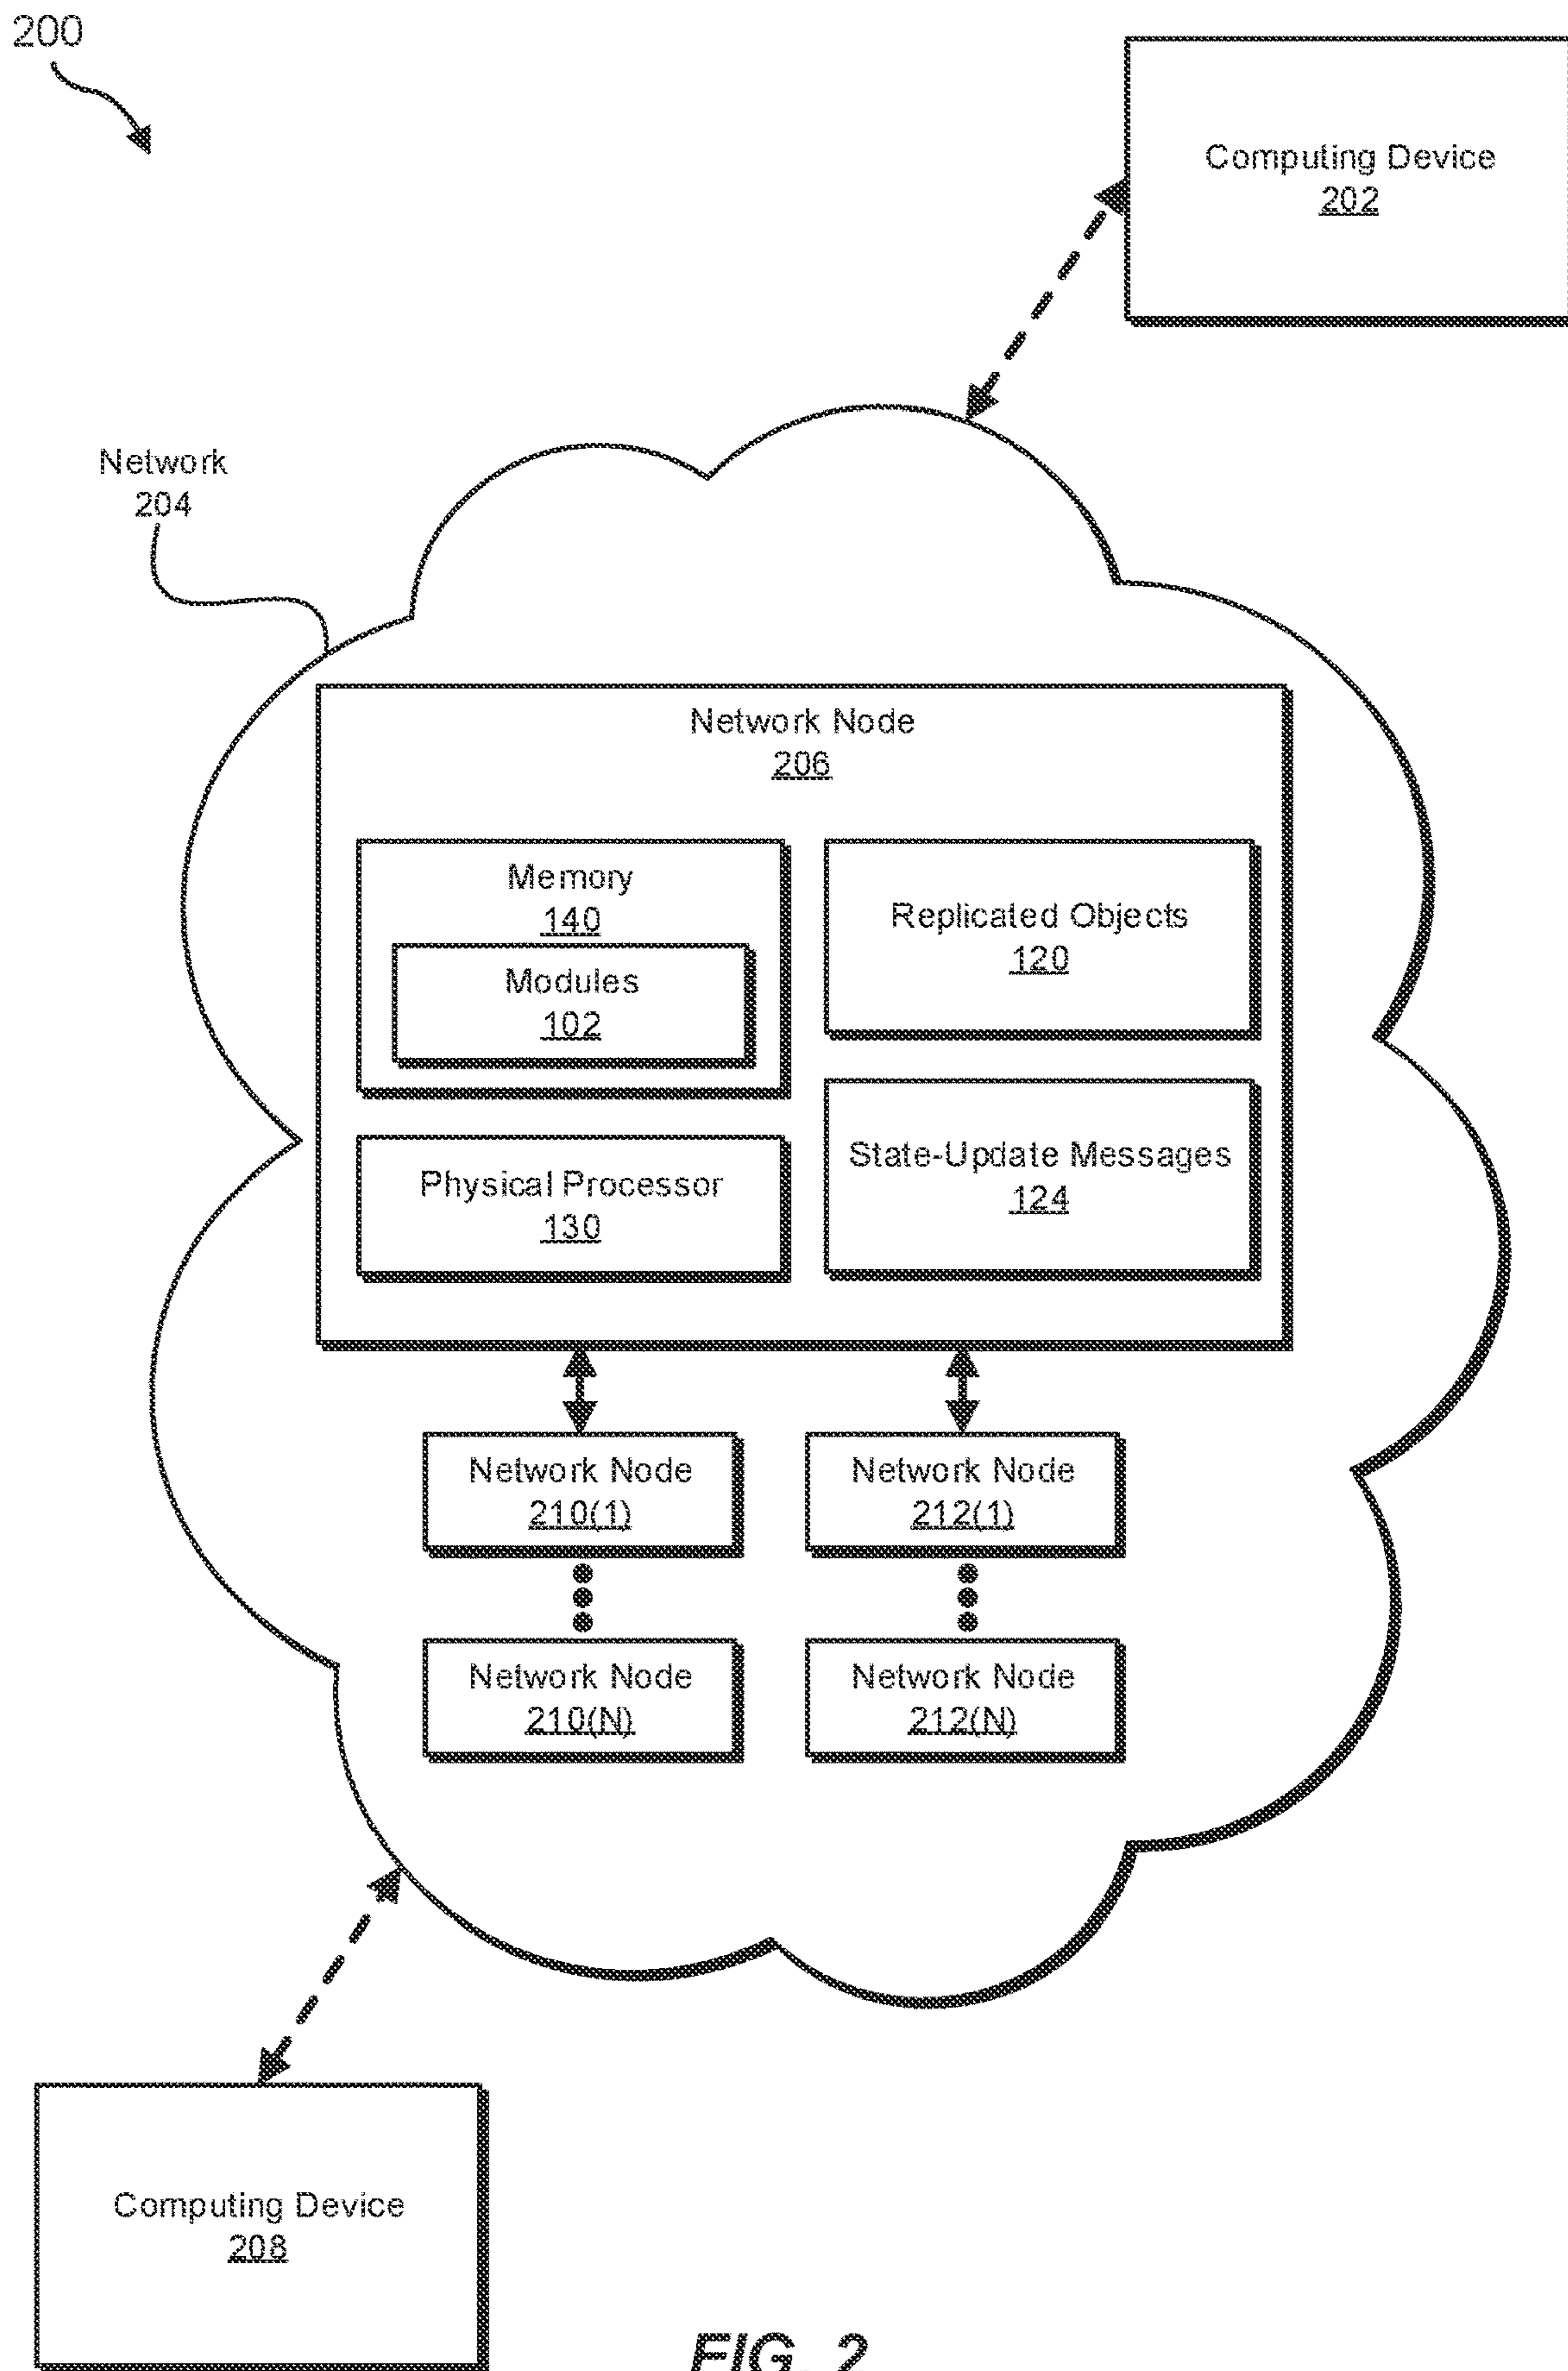 200
Computing Device
202
Network
204
Network Node
206
Memory
140
Modules
102
Physical Processor
130
Replicated Objects
120
State-Update Messages
124
Network Node
210(1)
Network Node
212(1)
Network Node
210(N)
Network Node
212(N)
Computing Device
208
FIG. 2